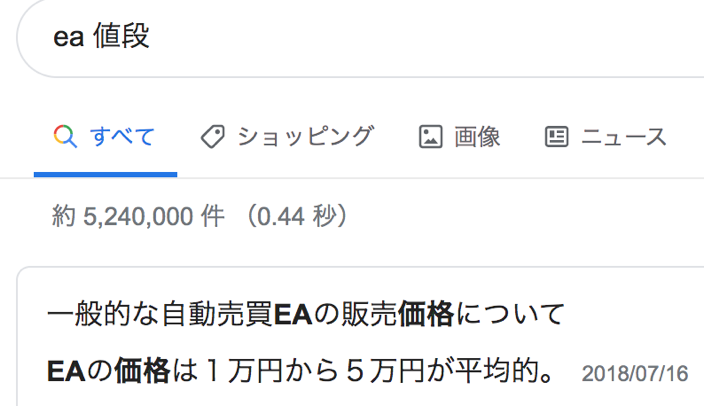 ea 値段
すべて ショッピング 画像 ニュース
約 5,240,000 件 （0.44 秒）
一般的な自動売買EAの販売価格について
EAの価格は１万円から５万円が平均的。 2018/07/16